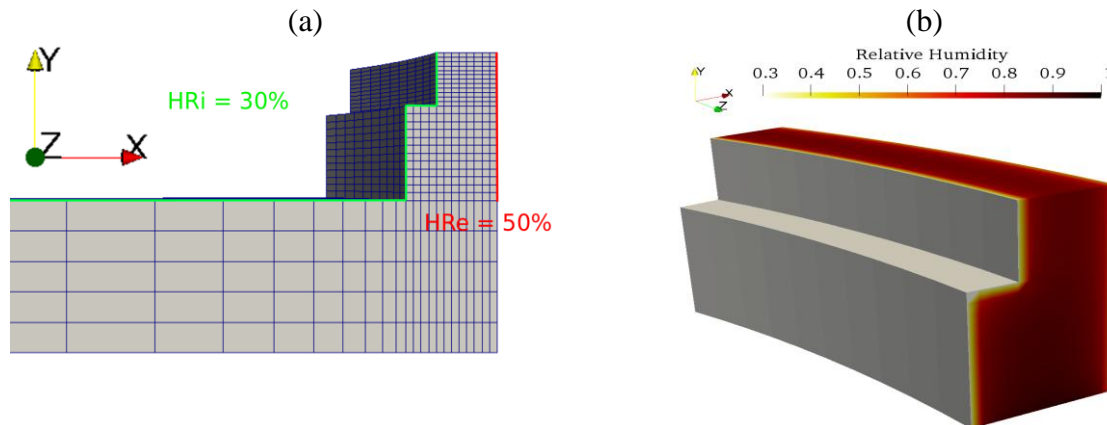 (a)
(b)
Y
HRi = 30%
Z
X
HRe = 50%
Relative Humidity
0.3 0.4 0.5 0.6 0.7 0.8 0.9 1
Y
X
Z